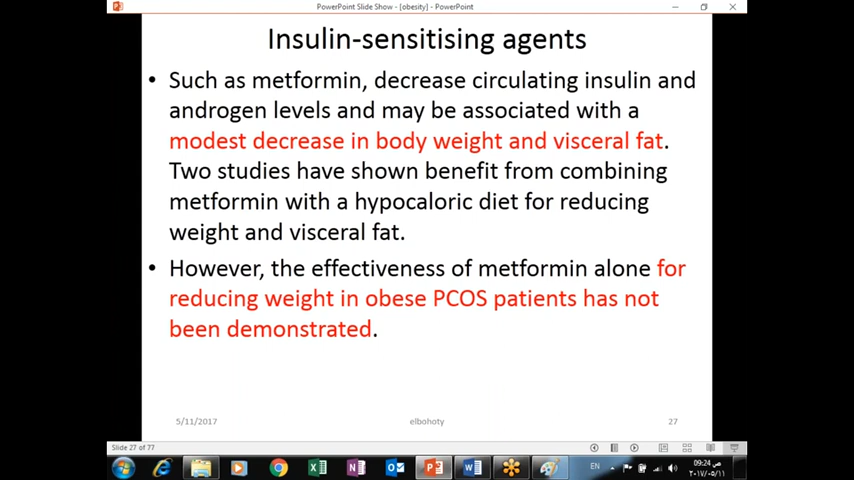 PowerPoint Slide Show - [obesity] - PowerPoint
Insulin-sensitising agents
• Such as metformin, decrease circulating insulin and
androgen levels and may be associated with a
modest decrease in body weight and visceral fat.
Two studies have shown benefit from combining
metformin with a hypocaloric diet for reducing
weight and visceral fat.
• However, the effectiveness of metformin alone for
reducing weight in obese PCOS patients has not
been demonstrated.
5/11/2017 elbohoty 27
Slide 27 of 77
EN 09:24 ص
٢٠١٧/٠٥/١١